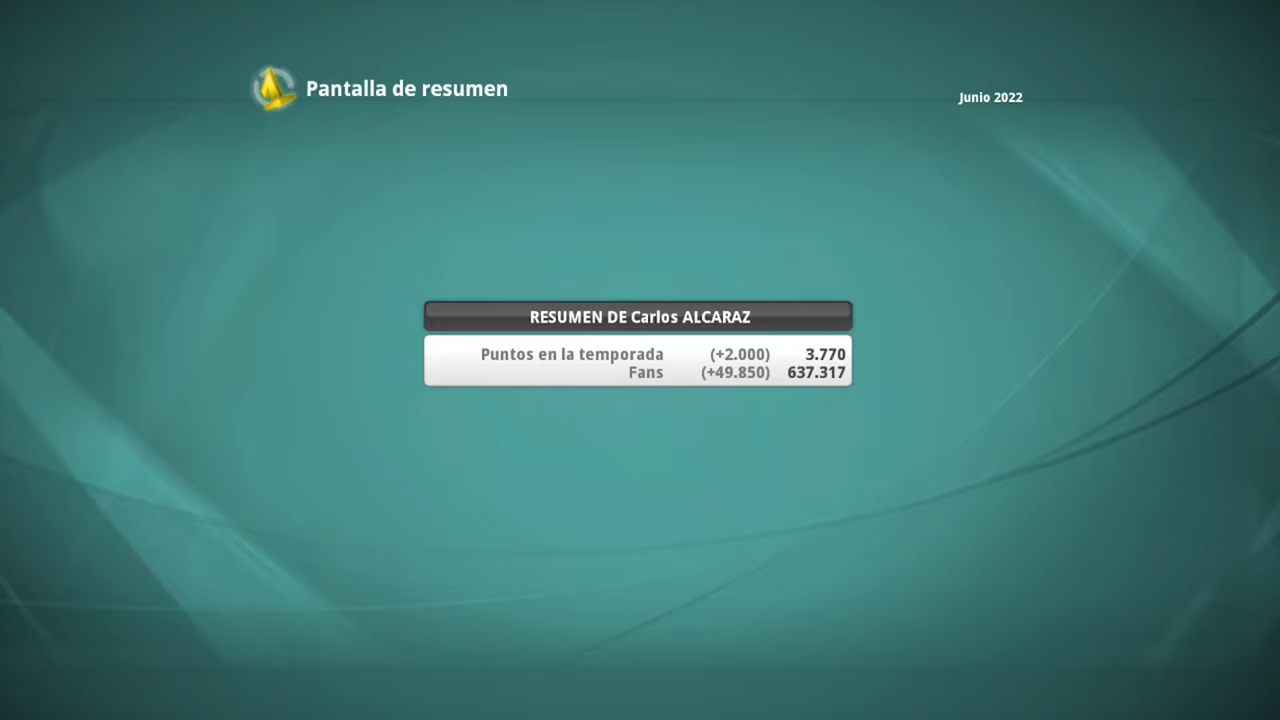 Pantalla de resumen
Junio 2022
RESUMEN DE Carlos ALCARAZ
Puntos en la temporada (+2.000) 3.770
Fans (+49.850) 637.317